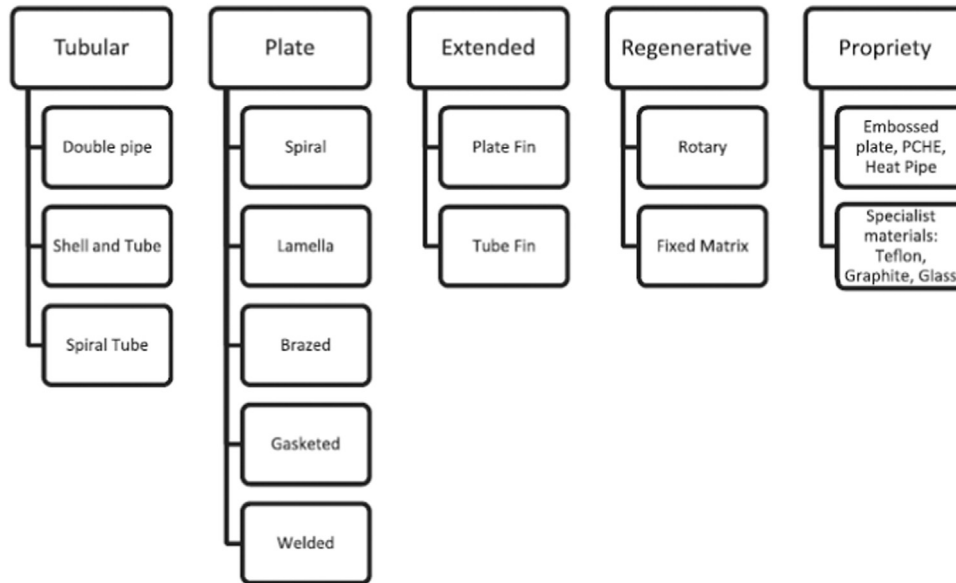 Tubular
Double pipe
Shell and Tube
Spiral Tube
Plate
Spiral
Lamella
Brazed
Gasketed
Welded
Extended
Plate Fin
Tube Fin
Regenerative
Rotary
Fixed Matrix
Propriety
Embossed
plate, PCHE,
Heat Pipe
Specialist
materials:
Teflon,
Graphite, Glass